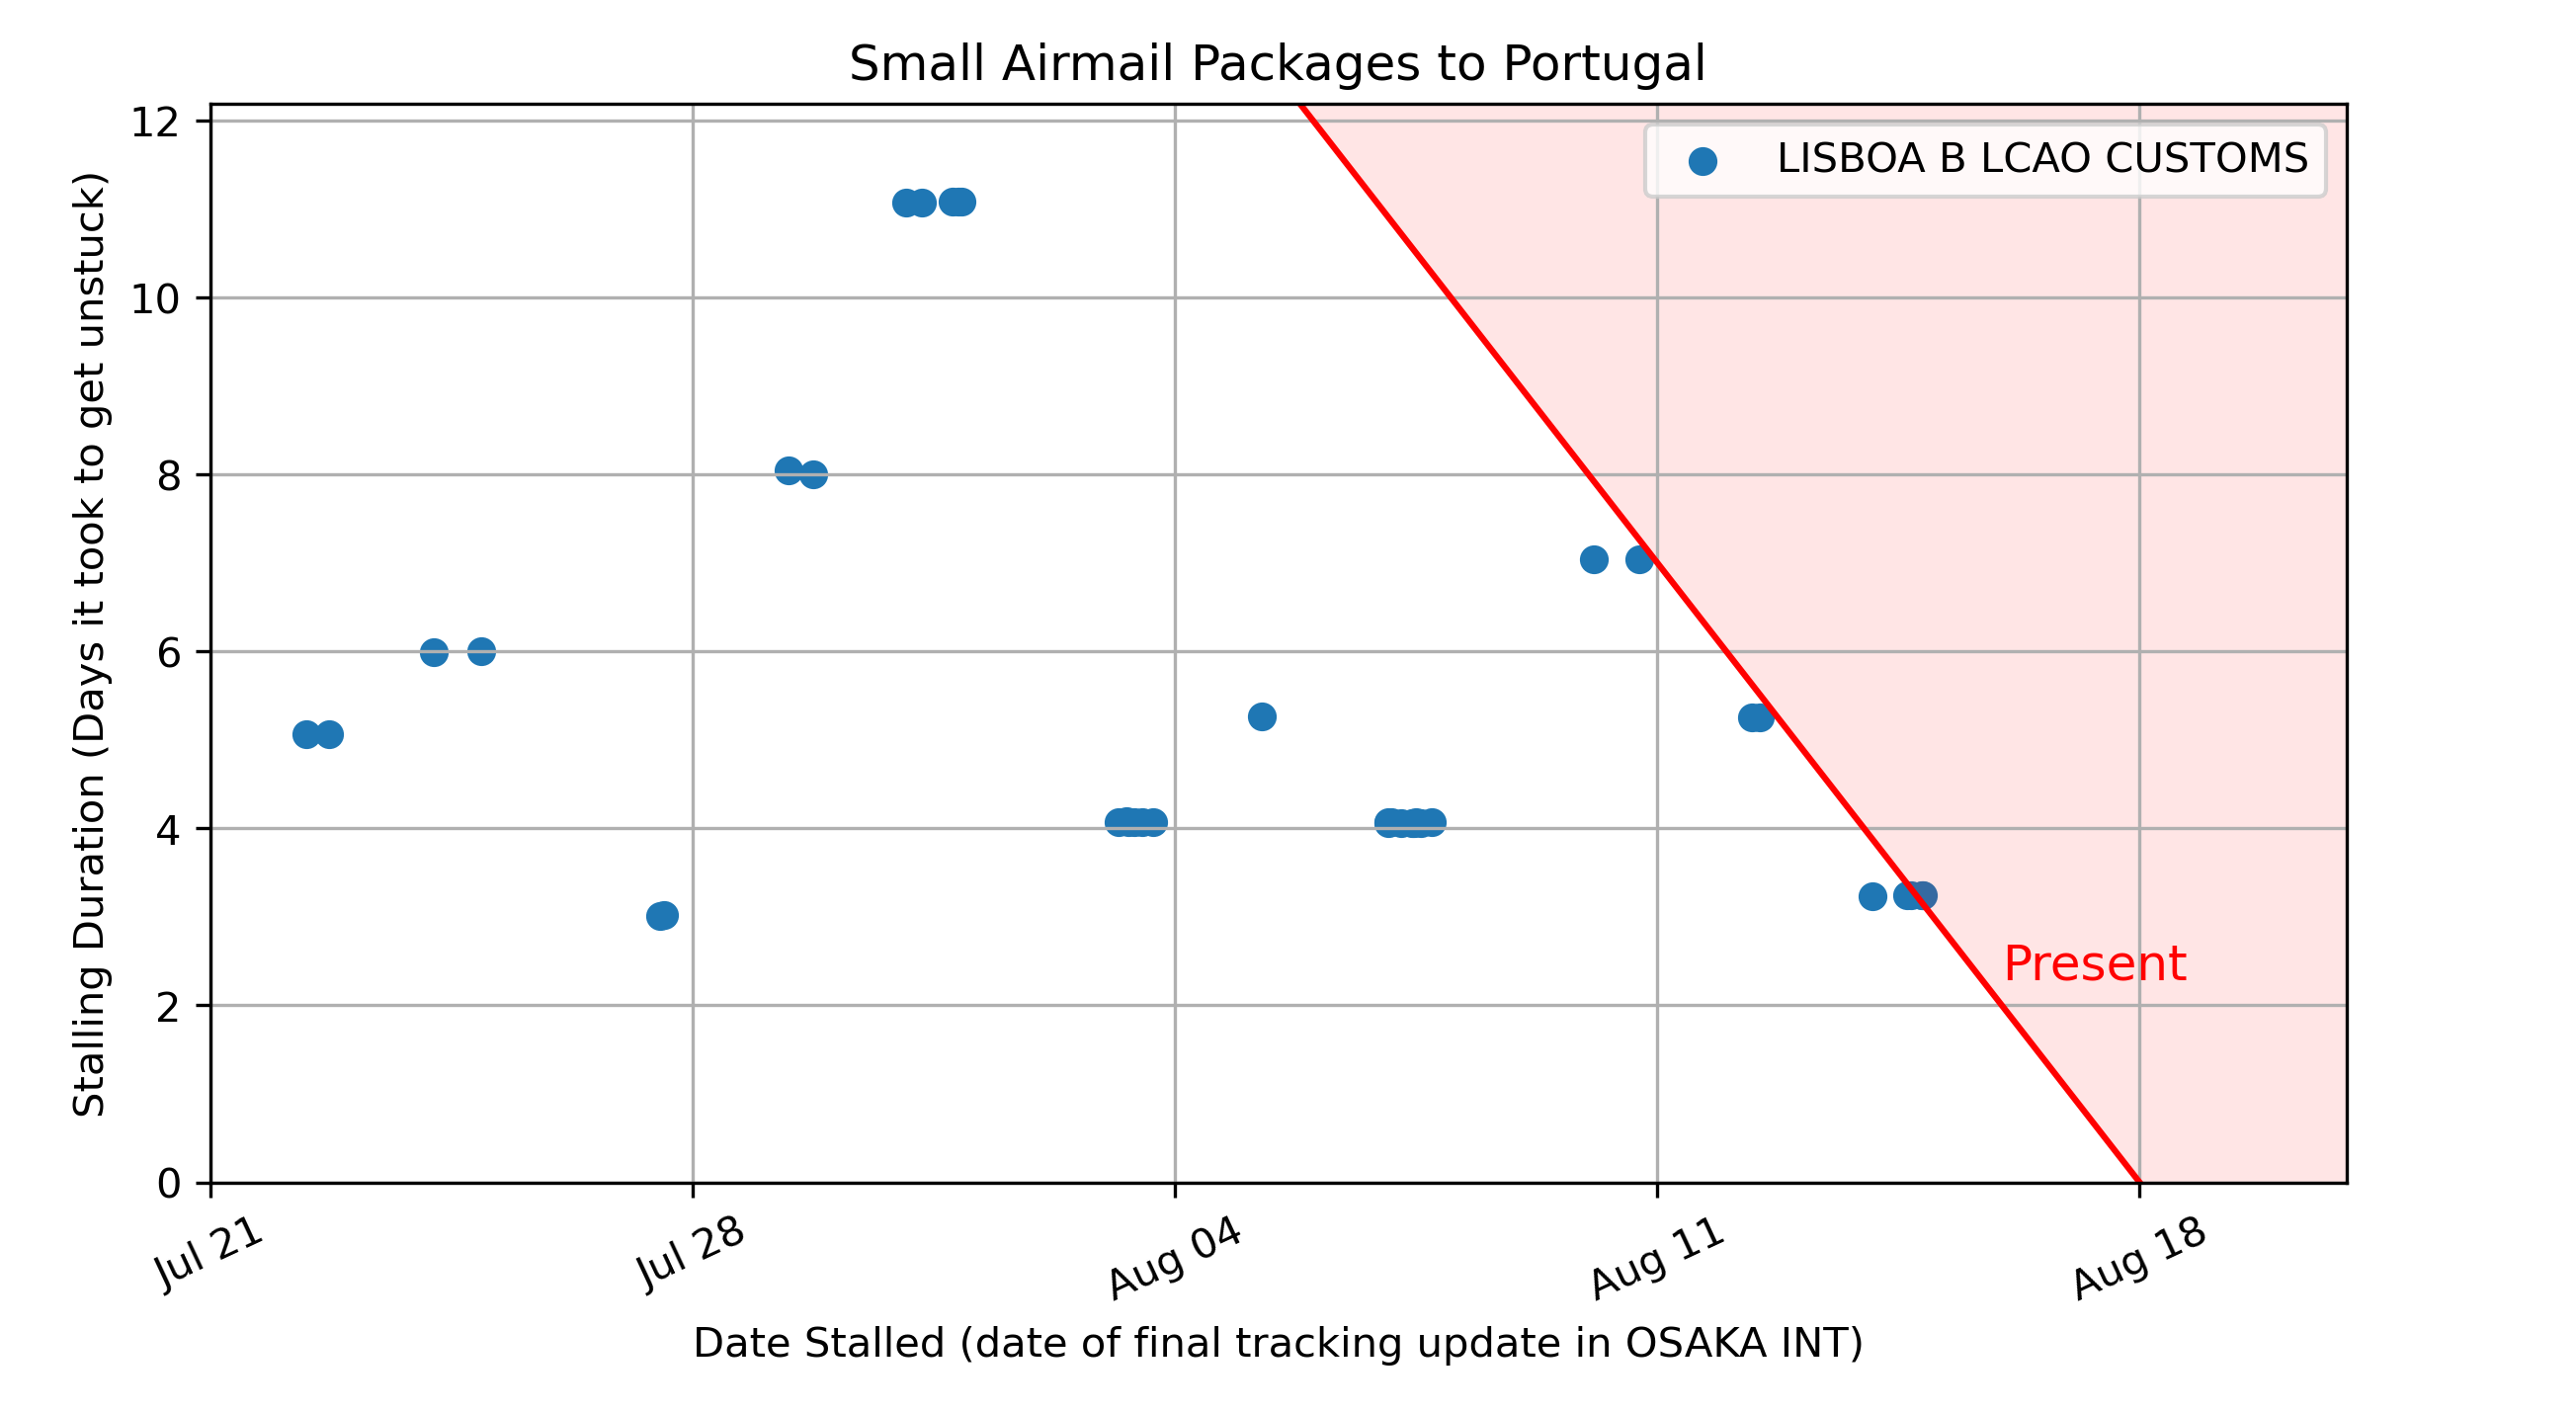 Small Airmail Packages to Portugal
LISBOA B LCAO CUSTOMS
Stalling Duration (Days it took to get unstuck)
12
10
8
6
4
2
0
Present
Jul 21
Jul 28
Aug 04
Aug 11
Aug 18
Date Stalled (date of final tracking update in OSAKA INT)